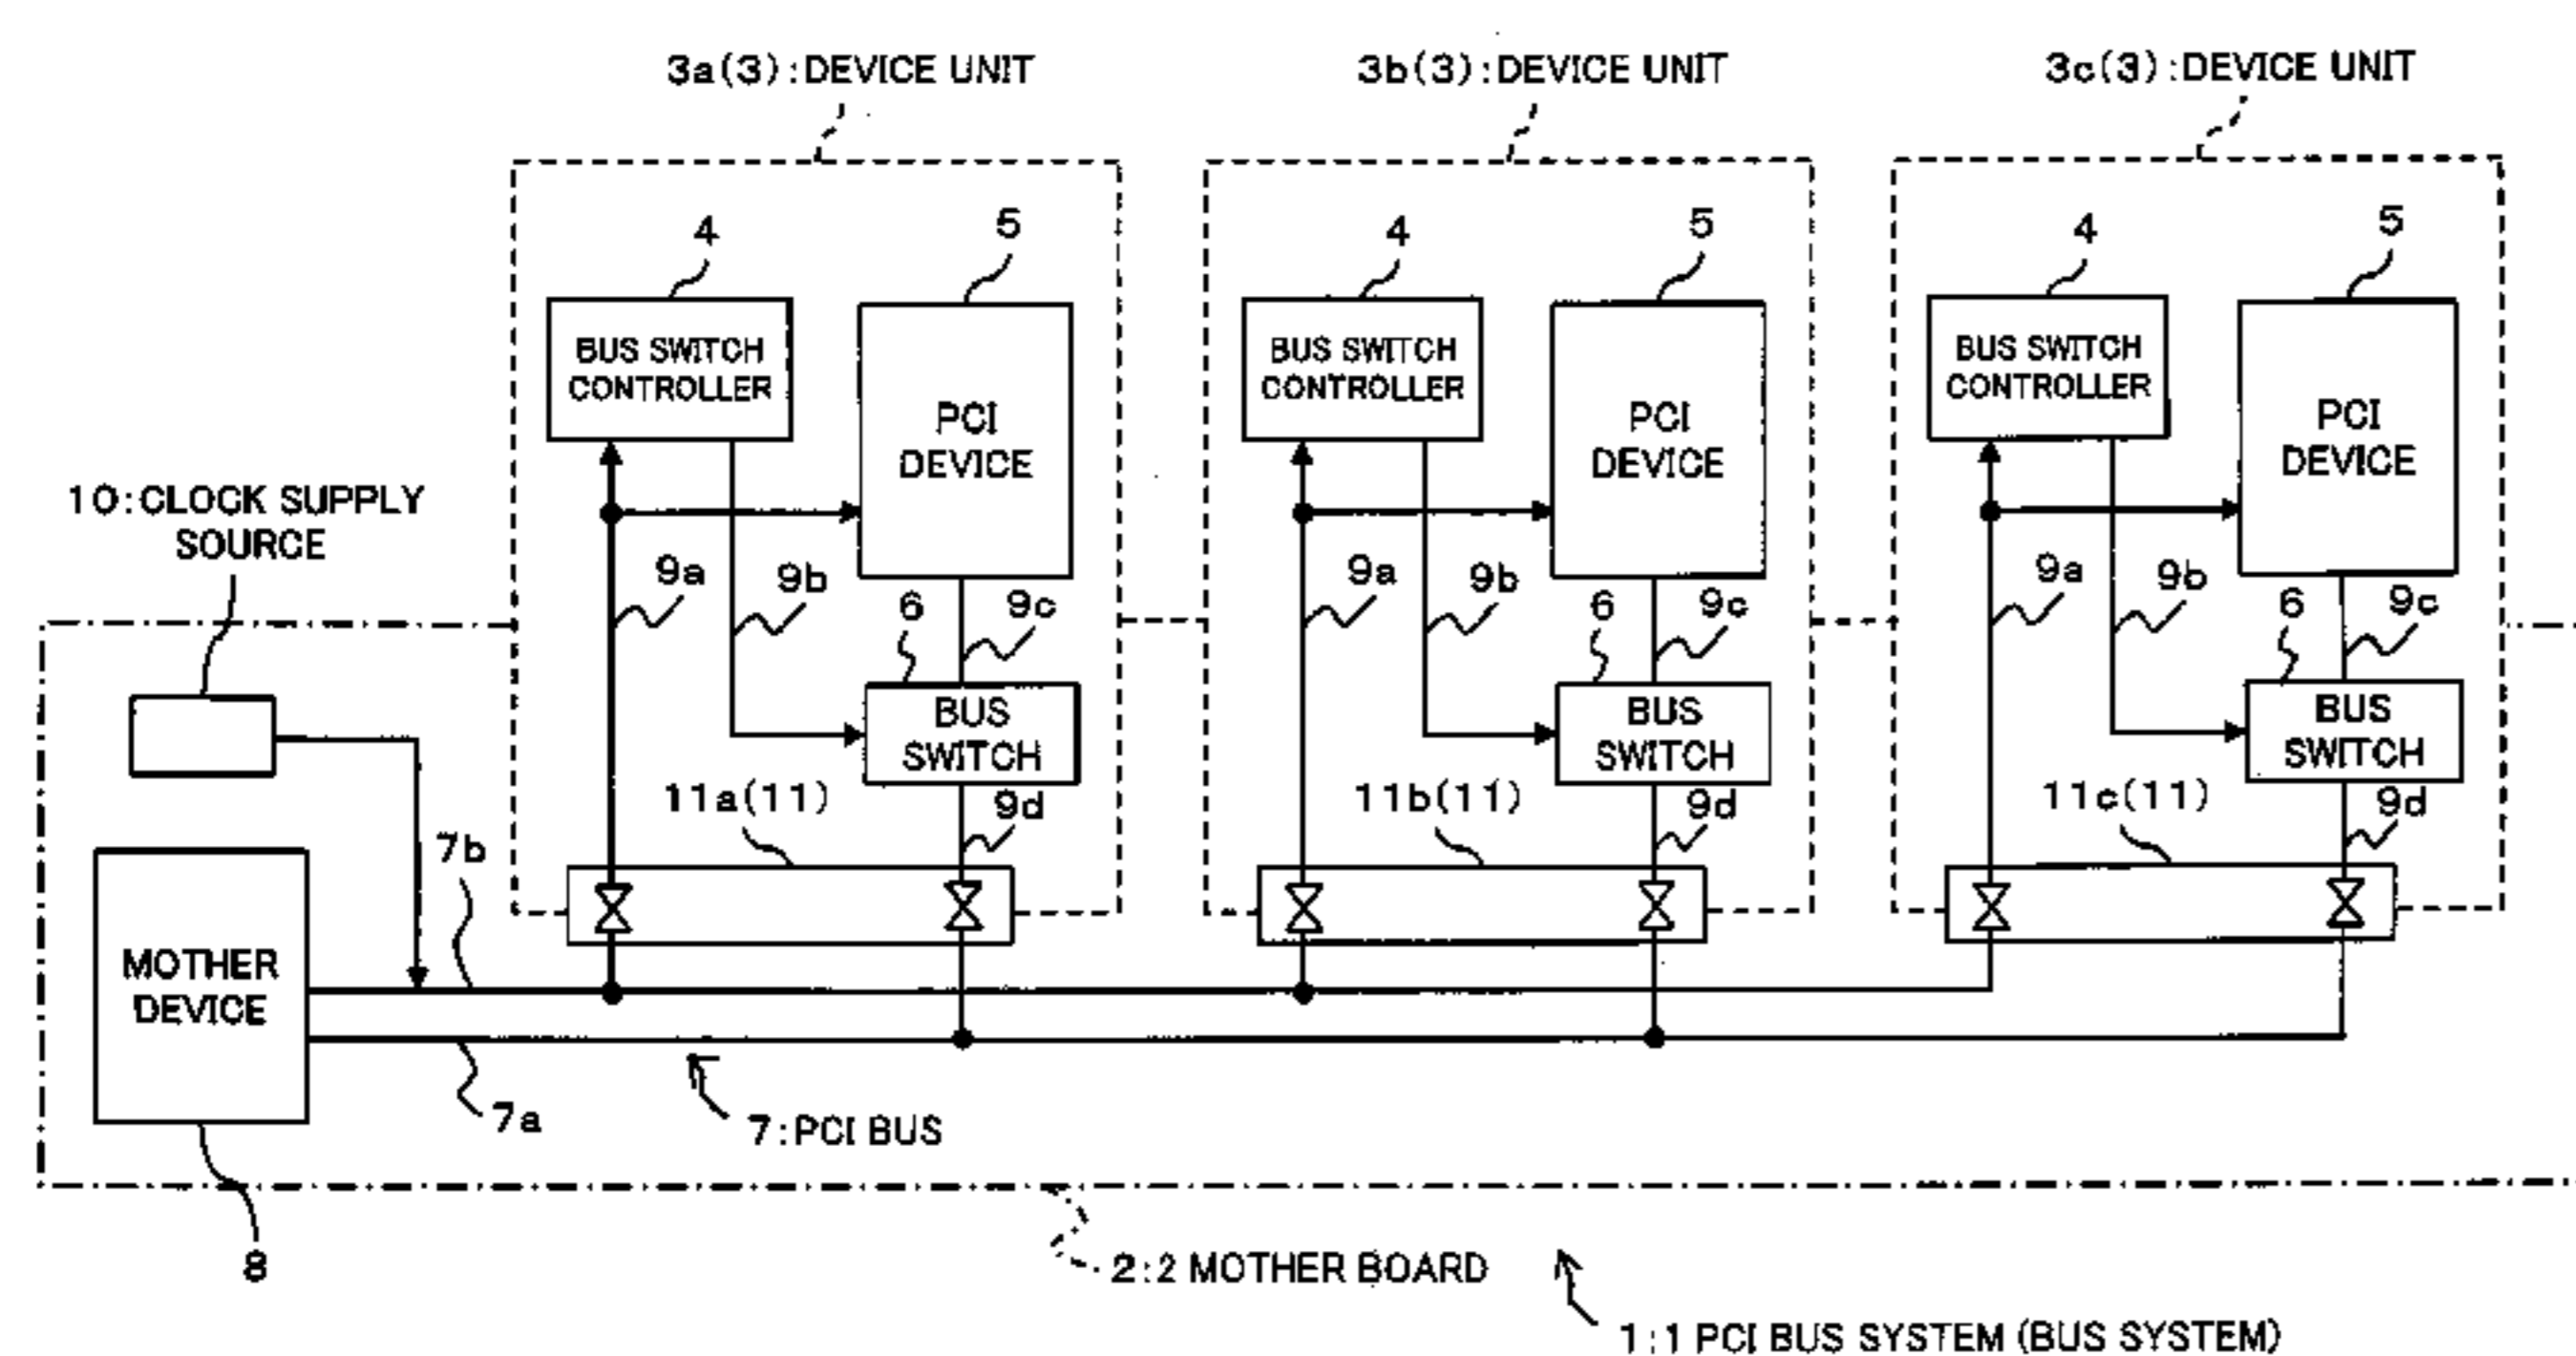 3a(3):DEVICE UNIT
3b(3):DEVICE UNIT
3c(3):DEVICE UNIT
4
5
4
5
4
5
BUS SWITCH
CONTROLLER
PCI
DEVICE
BUS SWITCH
CONTROLLER
PCI
DEVICE
BUS SWITCH
CONTROLLER
PCI
DEVICE
10:CLOCK SUPPLY
SOURCE
9a
9b
6
9c
9a
9b
6
9c
9a
9b
6
9c
BUS
SWITCH
BUS
SWITCH
BUS
SWITCH
11a(11)
9d
11b(11)
9d
11c(11)
9d
7b
MOTHER
DEVICE
7a
7:PCI BUS
8
2:2 MOTHER BOARD
1:1 PCI BUS SYSTEM (BUS SYSTEM)